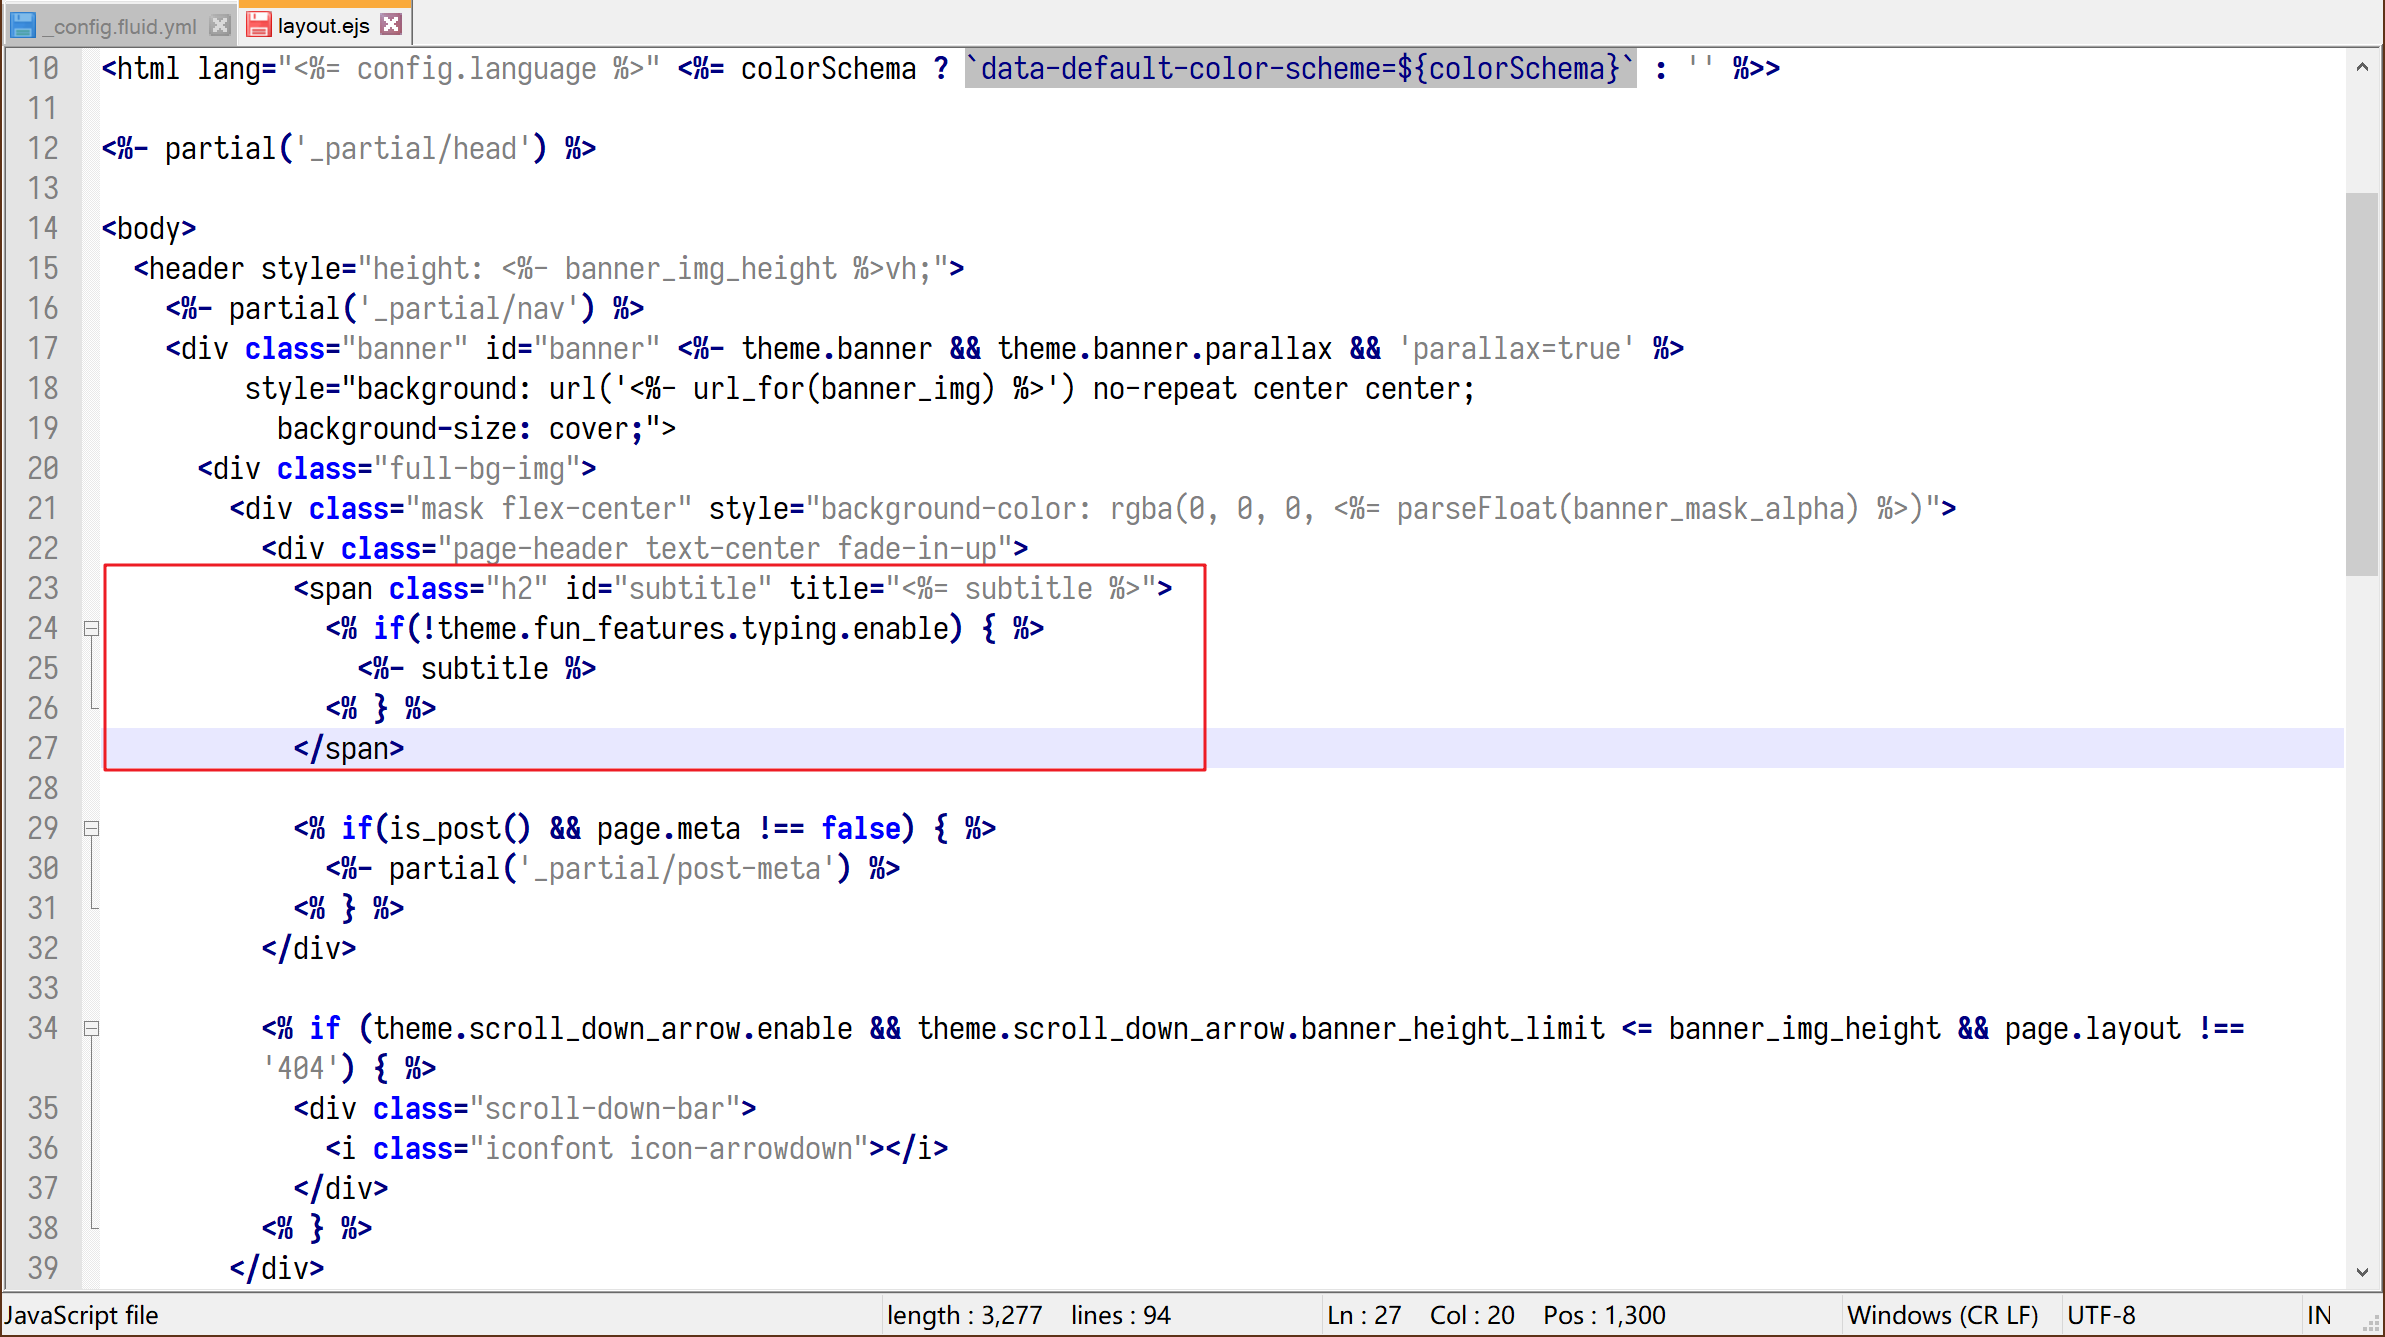 _config.fluid.yml layout.ejs
10 <html lang="<%= config.language %>" <%= colorSchema ? `data-default-color-scheme=${colorSchema}` : '' %>>
11
12 <%- partial('_partial/head') %>
13
14 <body>
15 <header style="height: <%- banner_img_height %>vh;">
16 <%- partial('_partial/nav') %>
17 <div class="banner" id="banner" <%- theme.banner && theme.banner.parallax && 'parallax=true' %>
18 style="background: url('<%- url_for(banner_img) %>') no-repeat center center;
19 background-size: cover;">
20 <div class="full-bg-img">
21 <div class="mask flex-center" style="background-color: rgba(0, 0, 0, <%= parseFloat(banner_mask_alpha) %>)">
22 <div class="page-header text-center fade-in-up">
23 <span class="h2" id="subtitle" title="<%= subtitle %>">
24 <% if(!theme.fun_features.typing.enable) { %>
25 <%- subtitle %>
26 <% } %>
27 </span>
28
29 <% if(is_post() && page.meta !== false) { %>
30 <%- partial('_partial/post-meta') %>
31 <% } %>
32 </div>
33
34 <% if (theme.scroll_down_arrow.enable && theme.scroll_down_arrow.banner_height_limit <= banner_img_height && page.layout !==
'404') { %>
35 <div class="scroll-down-bar">
36 <i class="iconfont icon-arrowdown"></i>
37 </div>
38 <% } %>
39 </div>
JavaScript file length : 3,277 lines : 94 Ln : 27 Col : 20 Pos : 1,300 Windows (CR LF) UTF-8 IN